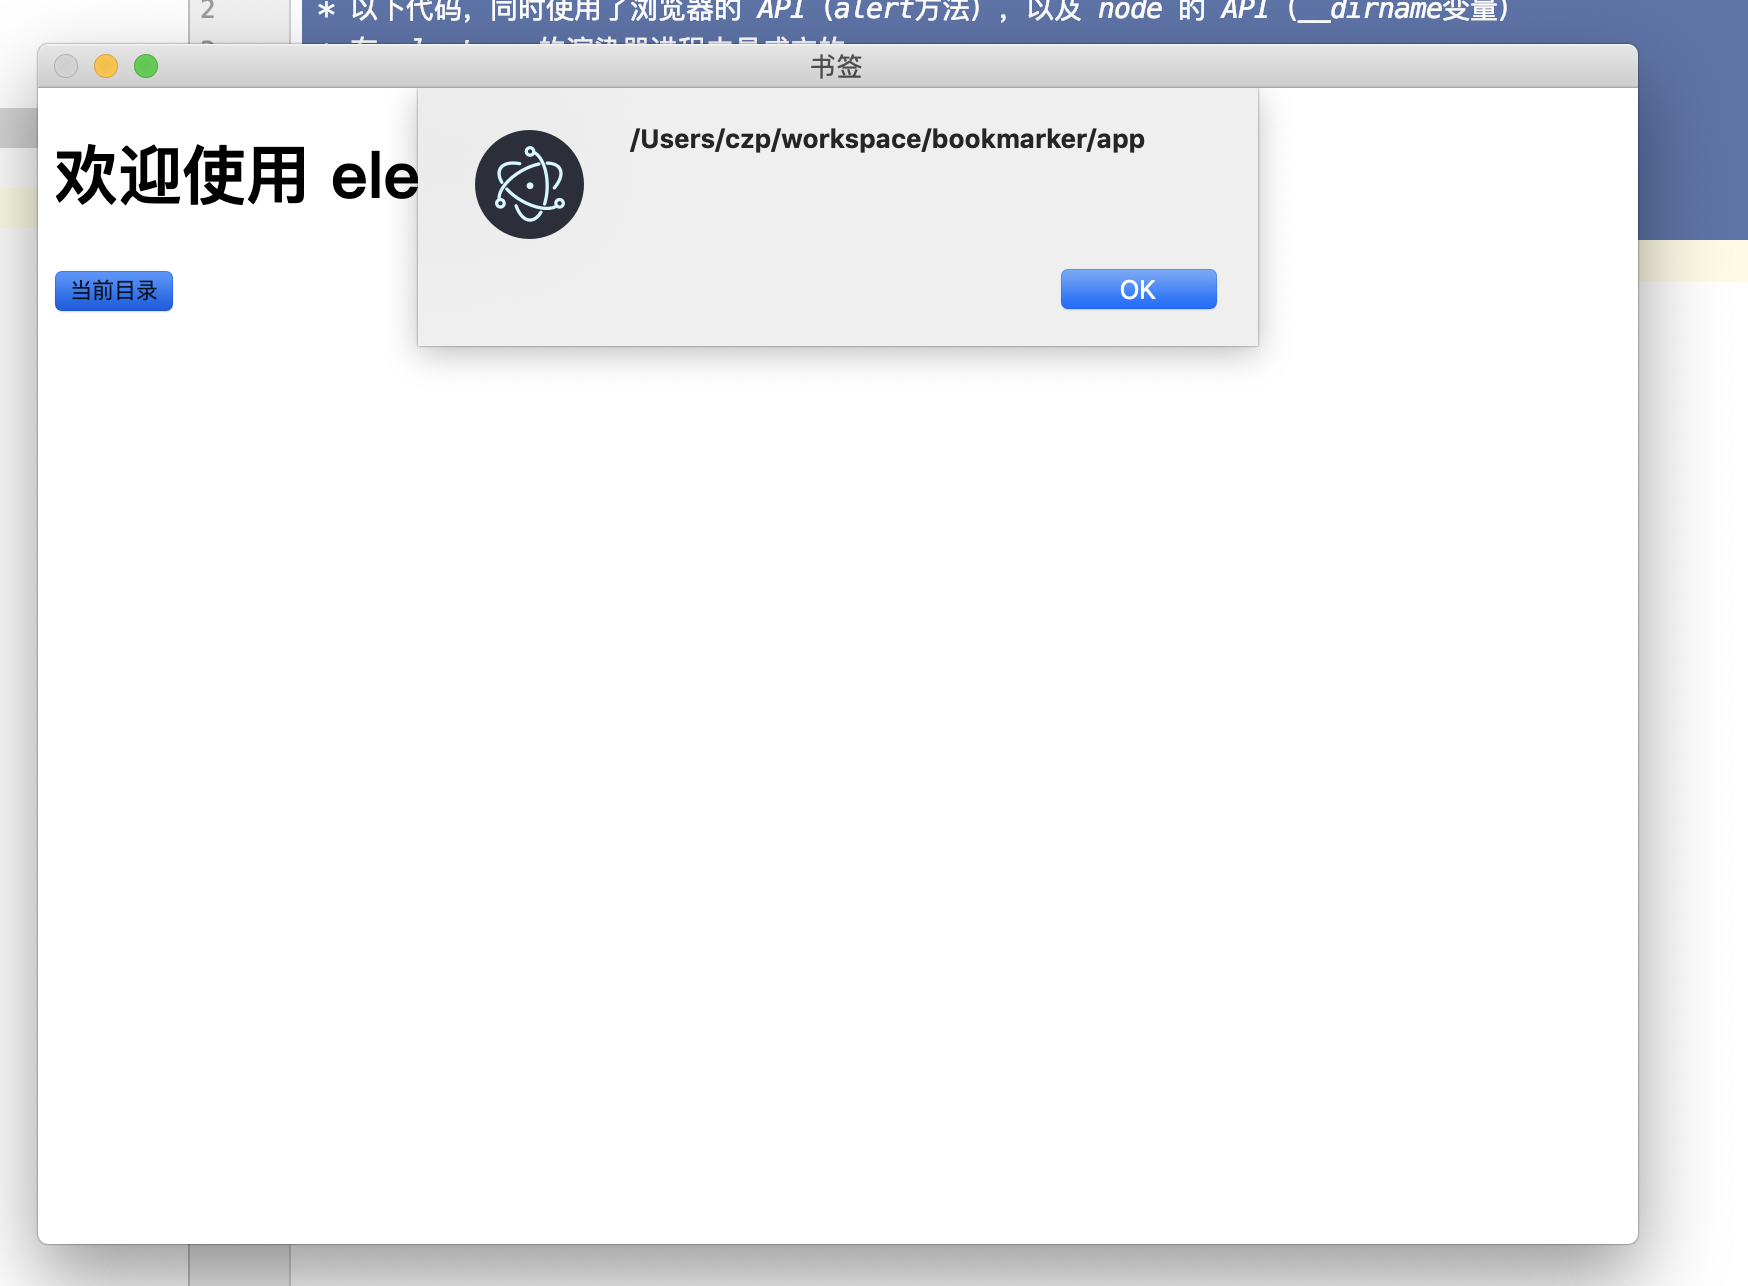 2 * 以下代码，同时使用了浏览器的 API（alert方法），以及 node 的 API（__dirname变量）
书签
/Users/czp/workspace/bookmarker/app
欢迎使用 ele
OK
当前目录